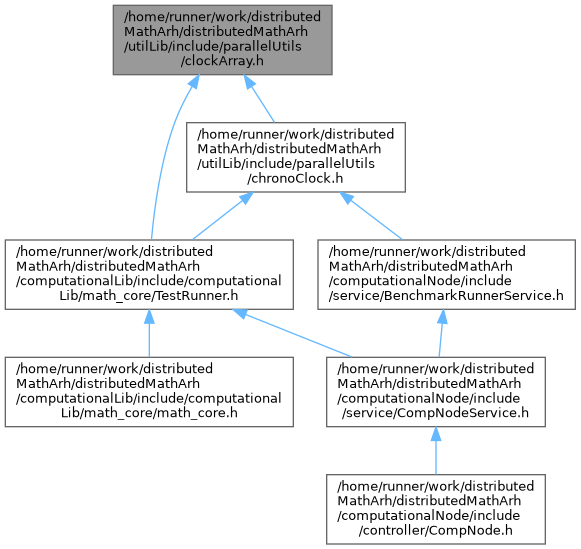 /home/runner/work/distributed
MathArh/distributedMathArh
/utilLib/include/parallelUtils
/clockArray.h
/home/runner/work/distributed
MathArh/distributedMathArh
/utilLib/include/parallelUtils
/chronoClock.h
/home/runner/work/distributed
MathArh/distributedMathArh
/computationalLib/include/computational
Lib/math_core/TestRunner.h
/home/runner/work/distributed
MathArh/distributedMathArh
/computationalNode/include
/service/BenchmarkRunnerService.h
/home/runner/work/distributed
MathArh/distributedMathArh
/computationalLib/include/computational
Lib/math_core/math_core.h
/home/runner/work/distributed
MathArh/distributedMathArh
/computationalNode/include
/service/CompNodeService.h
/home/runner/work/distributed
MathArh/distributedMathArh
/computationalNode/include
/controller/CompNode.h